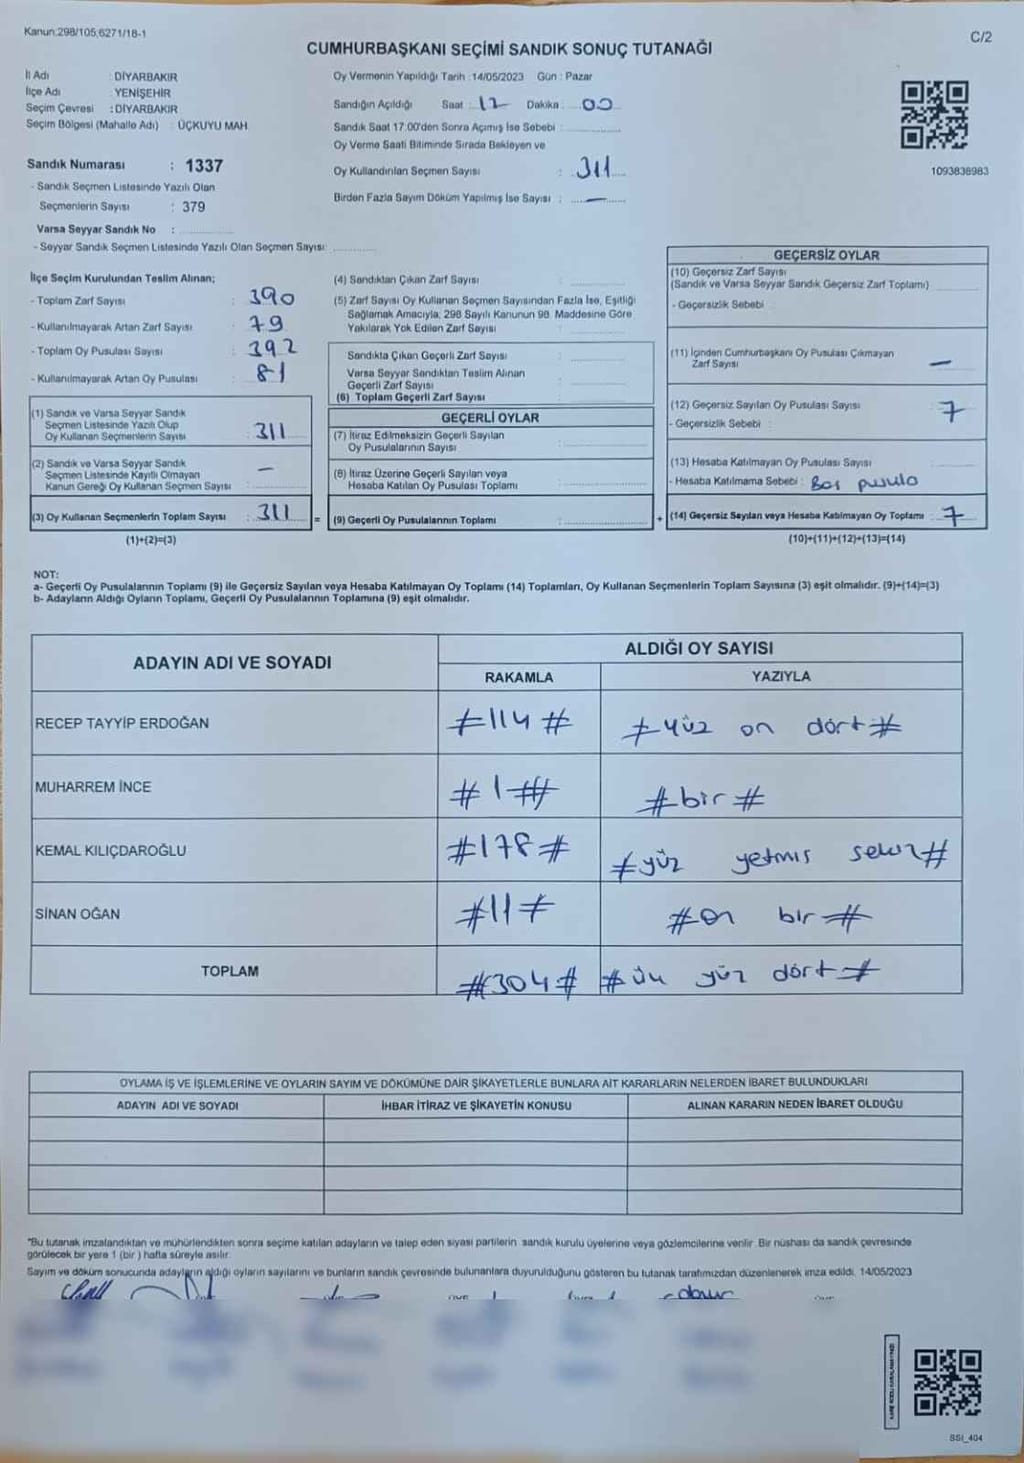 Kanun:298/105,6271/18-1
C/2
CUMHURBAŞKANI SEÇİMİ SANDIK SONUÇ TUTANAĞI
İl Adı DİYARBAKIR
İlçe Adı YENİŞEHİR
Seçim Çevresi : DİYARBAKIR
Seçim Bölgesi (Mahalle Adı) : ÜÇKUYU MAH
Sandık Numarası : 1337
- Sandık Seçmen Listesinde Yazılı Olan
Seçmenlerin Sayısı : 379
Varsa Seyyar Sandık No :
- Seyyar Sandık Seçmen Listesinde Yazılı Olan Seçmen Sayısı:
Oy Vermenin Yapıldığı Tarih :14/05/2023 Gün : Pazar
Sandığın Açıldığı Saat : 17 Dakika : 00
Sandık Saat 17.00'den Sonra Açımış İse Sebebi :
Oy Verme Saati Bitiminde Sırada Bekleyen ve
Oy Kullandırılan Seçmen Sayısı : 311
Birden Fazla Sayım Döküm Yapılmış İse Sayısı : —
1093838983
İlçe Seçim Kurulundan Teslim Alınan;
- Toplam Zarf Sayısı : 390
- Kullanılmayarak Artan Zarf Sayısı : 79
- Toplam Oy Pusulası Sayısı : 392
- Kullanılmayarak Artan Oy Pusulası : 81
(1) Sandık ve Varsa Seyyar Sandık
Seçmen Listesinde Yazılı Olup
Oy Kullanan Seçmenlerin Sayısı : 311
(2) Sandık ve Varsa Seyyar Sandık
Seçmen Listesinde Kayıtlı Olmayan
Kanun Gereği Oy Kullanan Seçmen Sayısı : —
(3) Oy Kullanan Seçmenlerin Toplam Sayısı : 311 =
(1)+(2)=(3)
(4) Sandıktan Çıkan Zarf Sayısı :
(5) Zarf Sayısı Oy Kullanan Seçmen Sayısından Fazla İse, Eşitliği
Sağlamak Amacıyla, 298 Sayılı Kanunun 98. Maddesine Göre
Yakılarak Yok Edilen Zarf Sayısı :
Sandıkta Çıkan Geçerli Zarf Sayısı :
Varsa Seyyar Sandıktan Teslim Alınan
Geçerli Zarf Sayısı :
(6) Toplam Geçerli Zarf Sayısı :
GEÇERLİ OYLAR
(7) İtiraz Edilmeksizin Geçerli Sayılan
Oy Pusulalarının Sayısı :
(8) İtiraz Üzerine Geçerli Sayılan veya
Hesaba Katılan Oy Pusulası Toplamı :
(9) Geçerli Oy Pusulalarının Toplamı : +
GEÇERSİZ OYLAR
(10) Geçersiz Zarf Sayısı
(Sandık ve Varsa Seyyar Sandık Geçersiz Zarf Toplamı)
- Geçersizlik Sebebi
(11) İçinden Cumhurbaşkanı Oy Pusulası Çıkmayan
Zarf Sayısı —
(12) Geçersiz Sayılan Oy Pusulası Sayısı 7
- Geçersizlik Sebebi :
(13) Hesaba Katılmayan Oy Pusulası Sayısı
- Hesaba Katılmama Sebebi : Boş pusula
(14) Geçersiz Sayılan veya Hesaba Katılmayan Oy Toplamı : 7
(10)+(11)+(12)+(13)=(14)
NOT:
a- Geçerli Oy Pusulalarının Toplamı (9) ile Geçersiz Sayılan veya Hesaba Katılmayan Oy Toplamı (14) Toplamları, Oy Kullanan Seçmenlerin Toplam Sayısına (3) eşit olmalıdır. (9)+(14)=(3)
b- Adayların Aldığı Oyların Toplamı, Geçerli Oy Pusulalarının Toplamına (9) eşit olmalıdır.
ADAYIN ADI VE SOYADI
ALDIĞI OY SAYISI
RAKAMLA YAZIYLA
RECEP TAYYİP ERDOĞAN #114# #yüz on dört#
MUHARREM İNCE #1# #bir#
KEMAL KILIÇDAROĞLU #178# #yüz yetmiş sekiz#
SİNAN OĞAN #11# #on bir#
TOPLAM #304# #üç yüz dört#
OYLAMA İŞ VE İŞLEMLERİNE VE OYLARIN SAYIM VE DÖKÜMÜNE DAİR ŞİKAYETLERLE BUNLARA AİT KARARLARIN NELERDEN İBARET BULUNDUKLARI
ADAYIN ADI VE SOYADI İHBAR İTİRAZ VE ŞİKAYETİN KONUSU ALINAN KARARIN NEDEN İBARET OLDUĞU
*Bu tutanak imzalandıktan ve mühürlendikten sonra seçime katılan adayların ve talep eden siyasi partilerin sandık kurulu üyelerine veya gözlemcilerine verilir. Bir nüshası da sandık çevresinde
görülecek bir yere 1 (bir) hafta süreyle asılır.
Sayım ve döküm sonucunda adayların aldığı oyların sayılarını ve bunların sandık çevresinde bulunanlara duyurulduğunu gösteren bu tutanak tarafımızdan düzenlenerek imza edildi. 14/05/2023
SSI_404